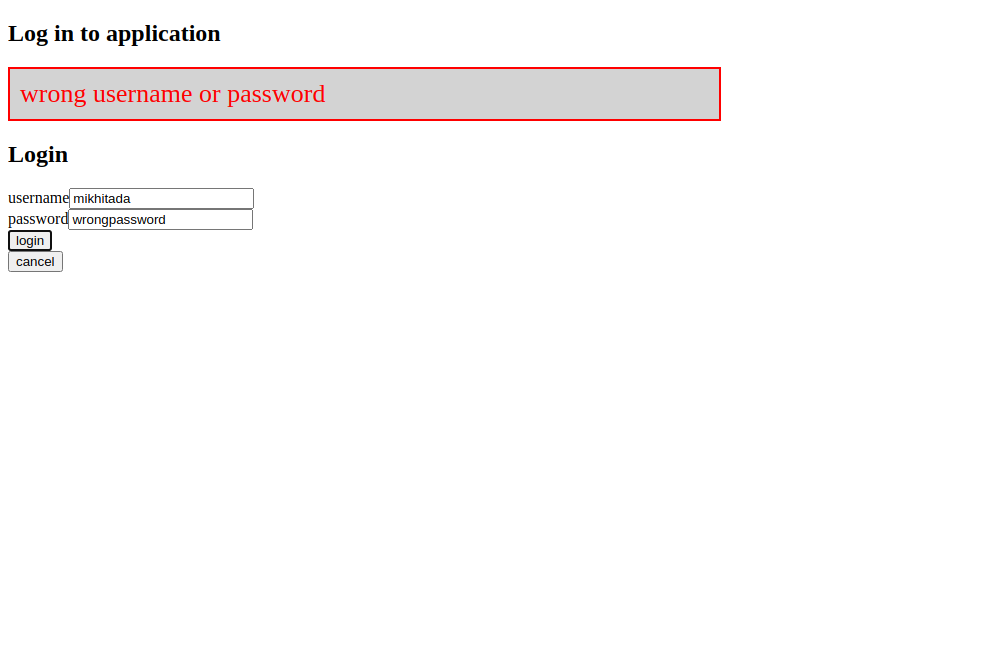 Log in to application
wrong username or password
Login
username mikhitada
password wrongpassword
login
cancel